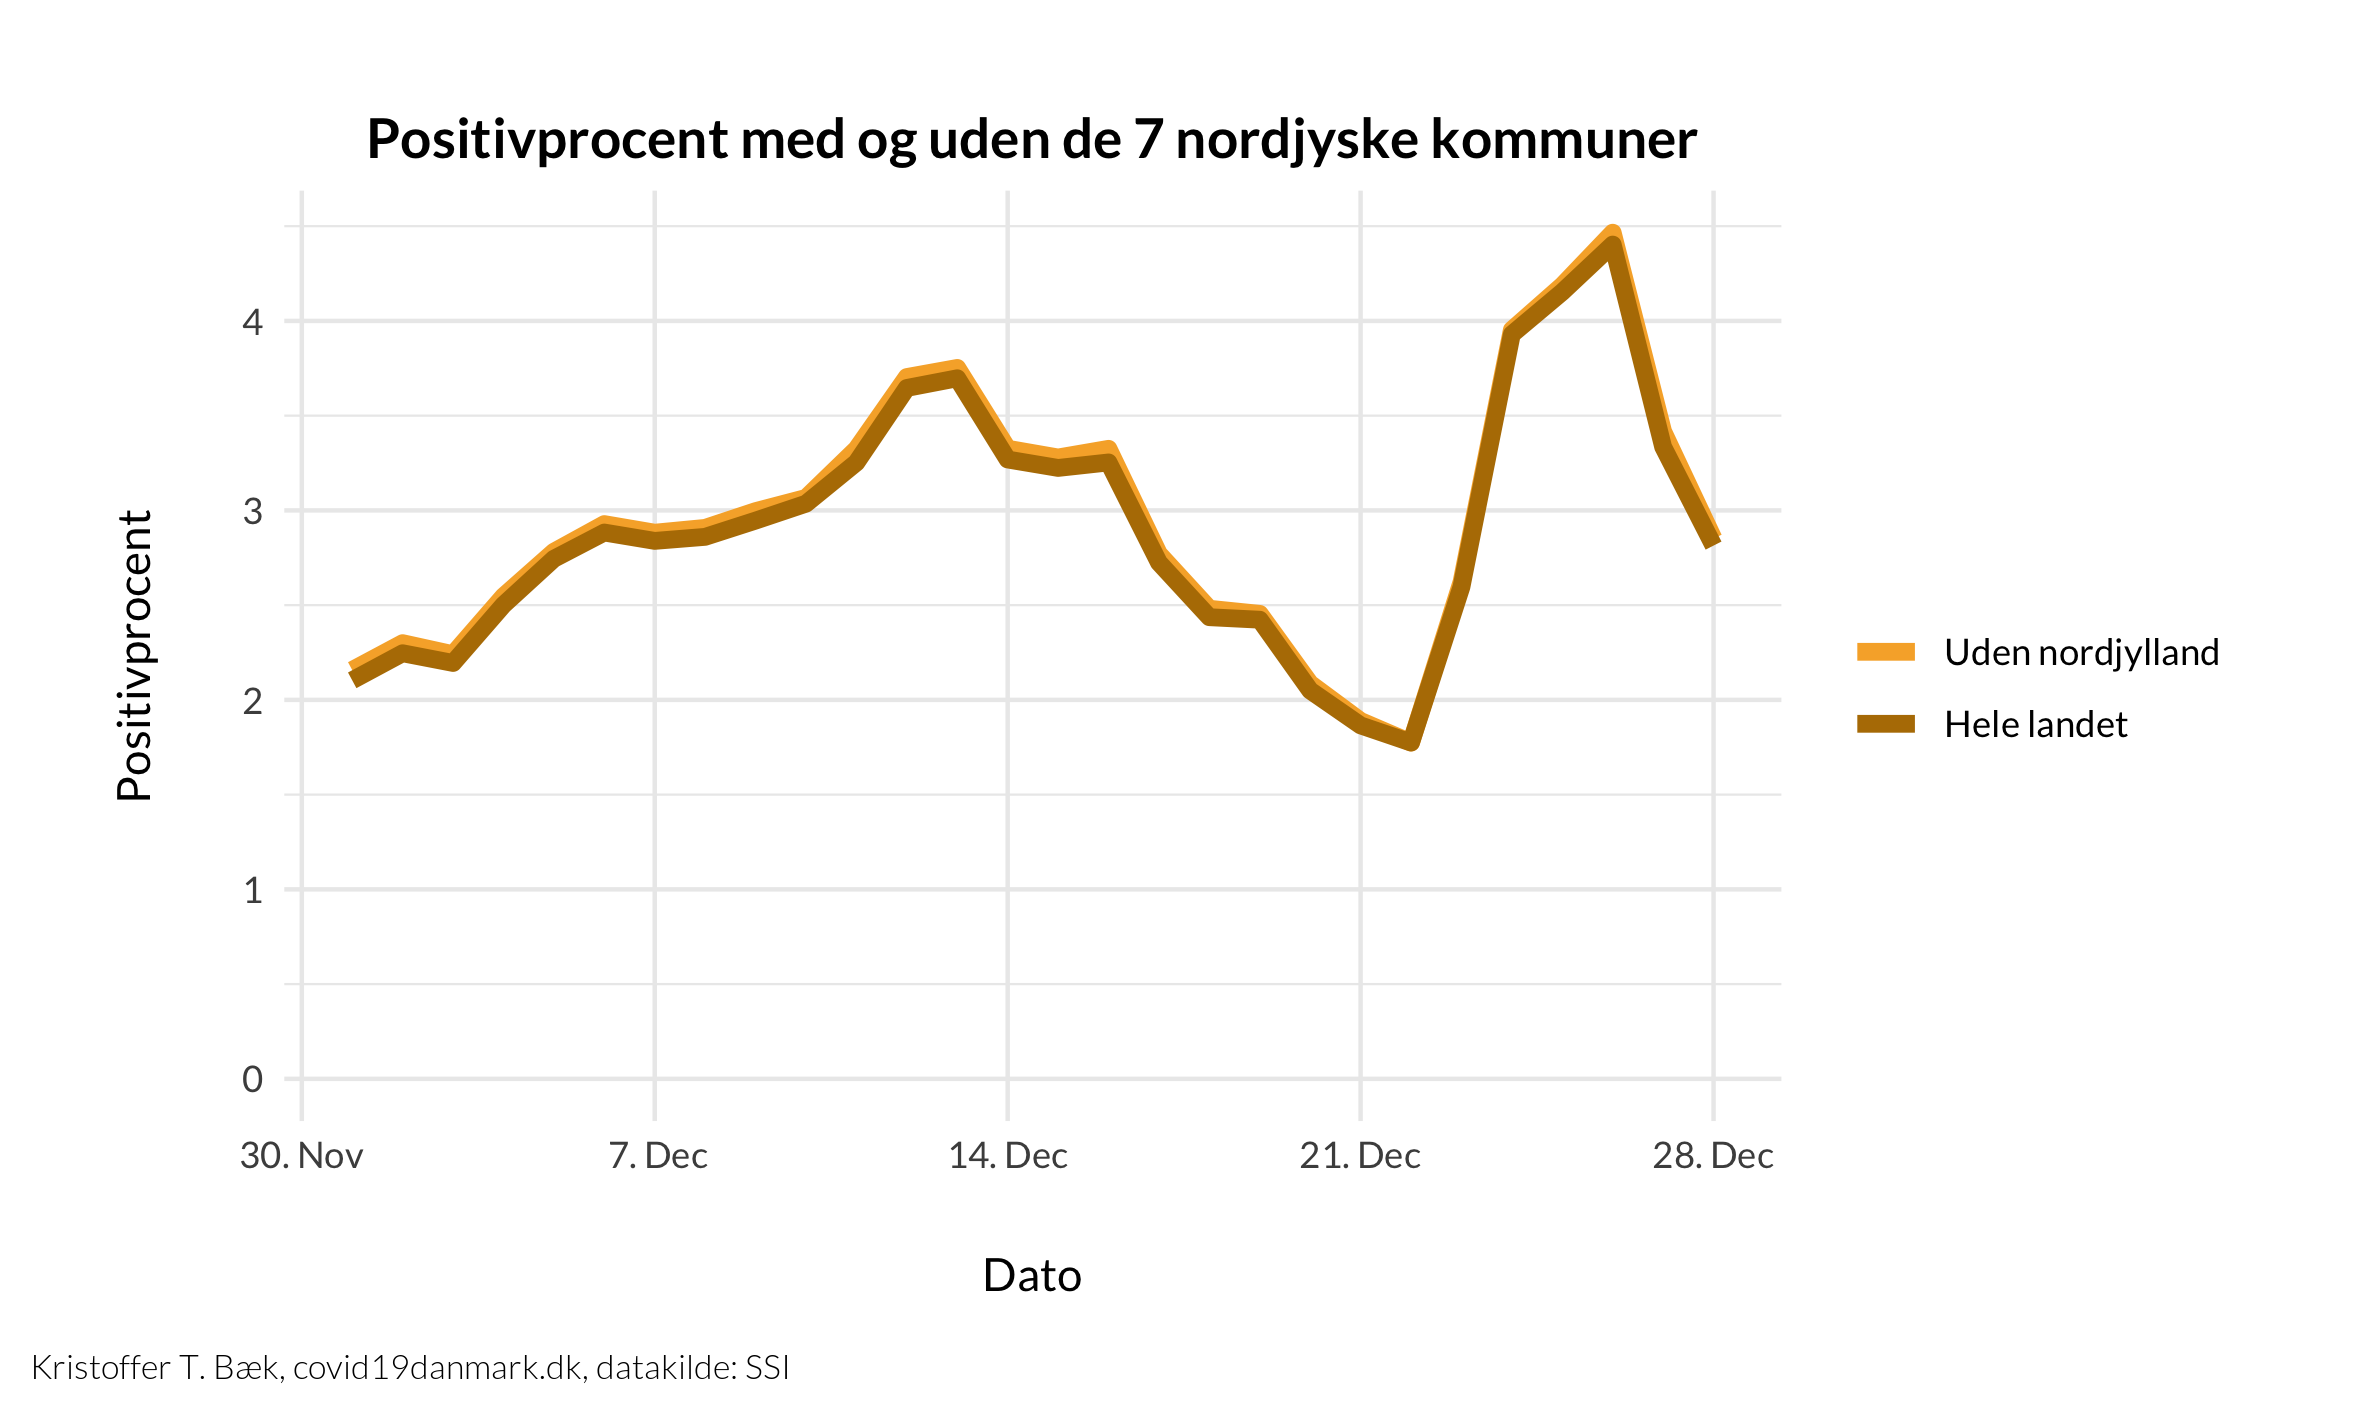 Positivprocent med og uden de 7 nordjyske kommuner
Positivprocent
4
3
2
1
0
30. Nov
7. Dec
14. Dec
21. Dec
28. Dec
Dato
Uden nordjylland
Hele landet
Kristoffer T. Bæk, covid19danmark.dk, datakilde: SSI